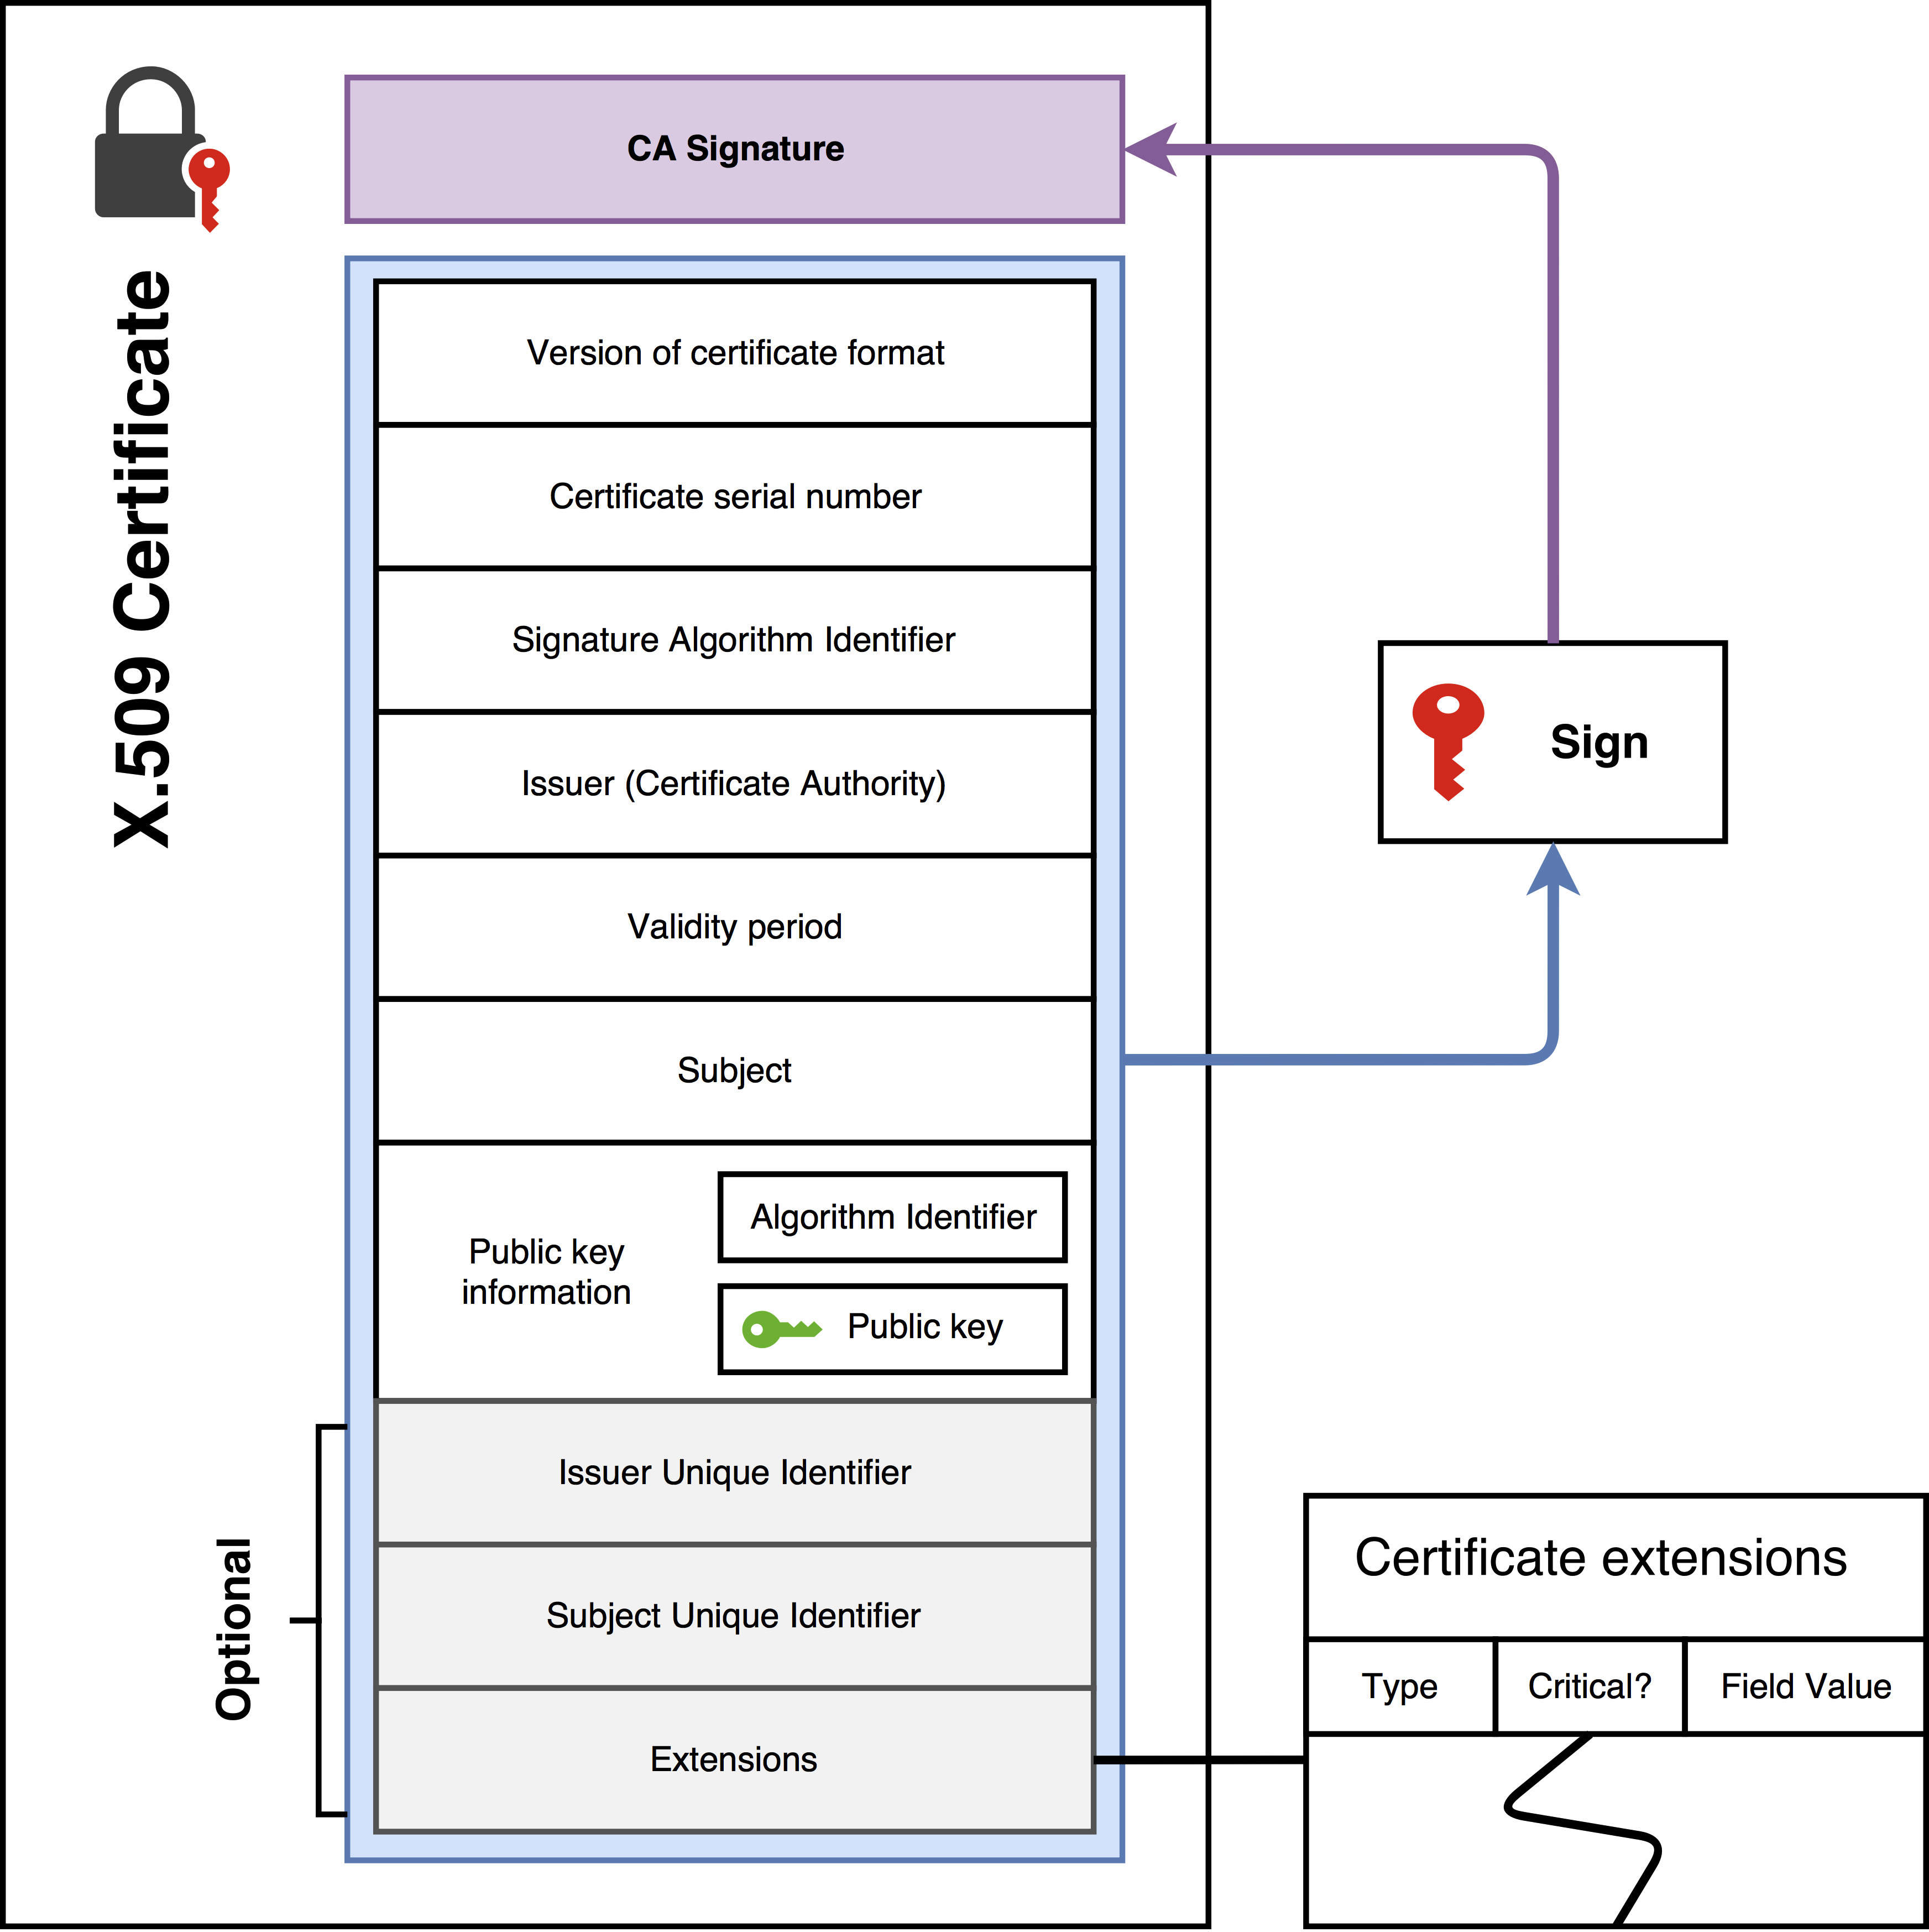 X.509 Certificate
CA Signature
Version of certificate format
Certificate serial number
Signature Algorithm Identifier
Issuer (Certificate Authority)
Validity period
Subject
Public key
information
Algorithm Identifier
Public key
Optional
Issuer Unique Identifier
Subject Unique Identifier
Extensions
Sign
Certificate extensions
Type
Critical?
Field Value